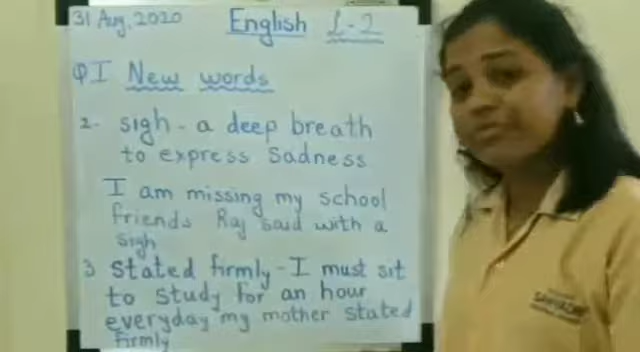 31 Aug, 2020 English L-2
Q I New words
2- sigh - a deep breath
to express sadness
I am missing my school
friends Raj said with a
sigh
3 stated firmly - I must sit
to study for an hour
everyday my mother stated
firmly